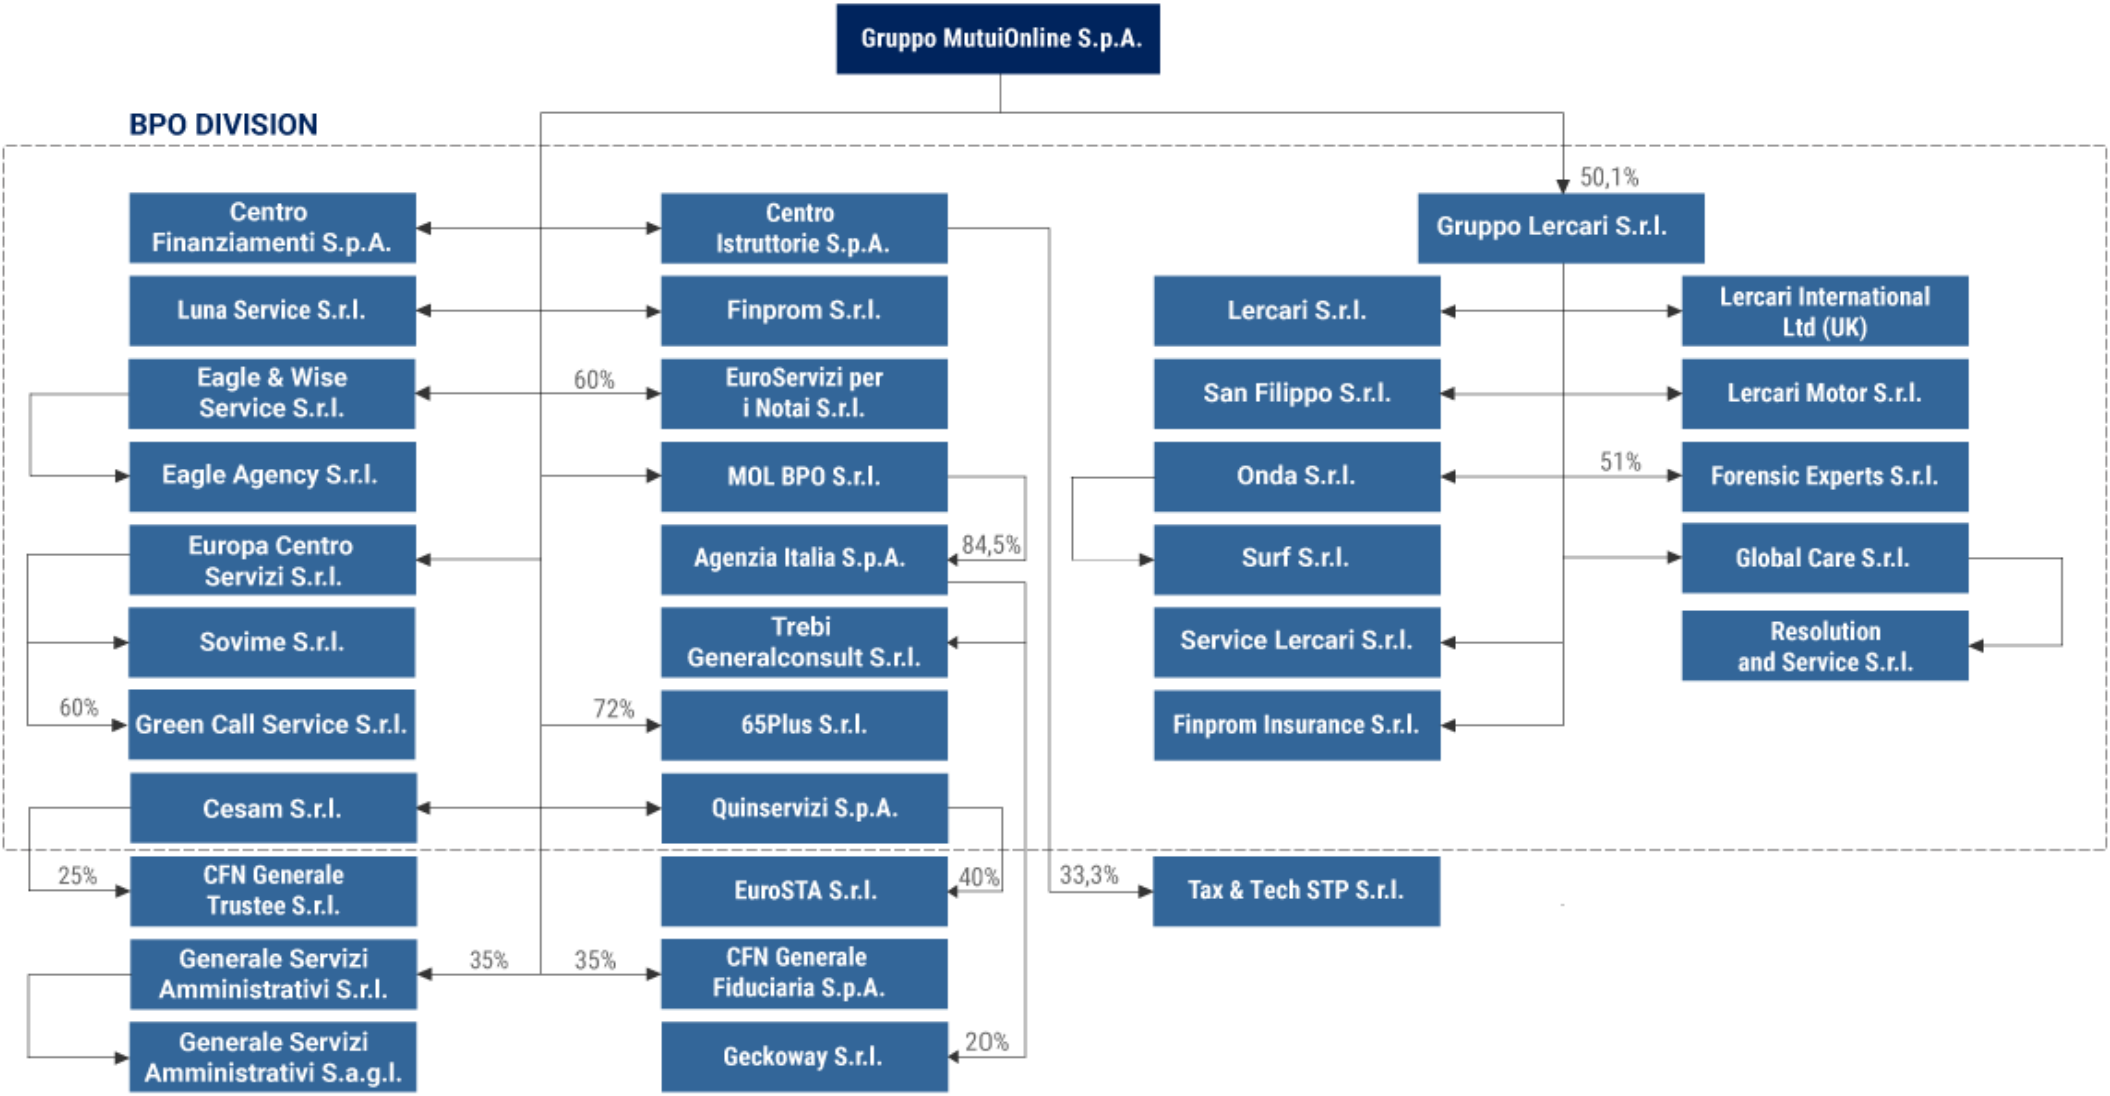 Gruppo MutuiOnline S.p.A.
BPO DIVISION
50,1%
Centro
Finanziamenti S.p.A.
Centro
Istruttorie S.p.A.
Gruppo Lercari S.r.l.
Luna Service S.r.l.
Finprom S.r.l.
Lercari S.r.l.
Lercari International
Ltd (UK)
Eagle & Wise
Service S.r.l.
60%
EuroServizi per
i Notai S.r.l.
San Filippo S.r.l.
Lercari Motor S.r.l.
Eagle Agency S.r.l.
MOL BPO S.r.l.
Onda S.r.l.
51%
Forensic Experts S.r.l.
Europa Centro
Servizi S.r.l.
Agenzia Italia S.p.A.
84,5%
Surf S.r.l.
Global Care S.r.l.
Sovime S.r.l.
Trebi
Generalconsult S.r.l.
Service Lercari S.r.l.
Resolution
and Service S.r.l.
60%
Green Call Service S.r.l.
72%
65Plus S.r.l.
Finprom Insurance S.r.l.
Cesam S.r.l.
Quinservizi S.p.A.
25%
CFN Generale
Trustee S.r.l.
EuroSTA S.r.l.
40%
33,3%
Tax & Tech STP S.r.l.
Generale Servizi
Amministrativi S.r.l.
35%
35%
CFN Generale
Fiduciaria S.p.A.
Generale Servizi
Amministrativi S.a.g.l.
Geckoway S.r.l.
20%